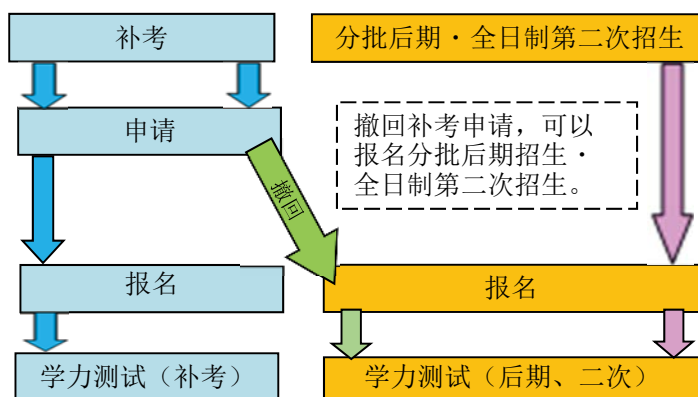 补考
分批后期·全日制第二次招生
申请
撤回补考申请，可以
报名分批后期招生·
全日制第二次招生。
撤回
报名
报名
学力测试（补考）
学力测试（后期、二次）